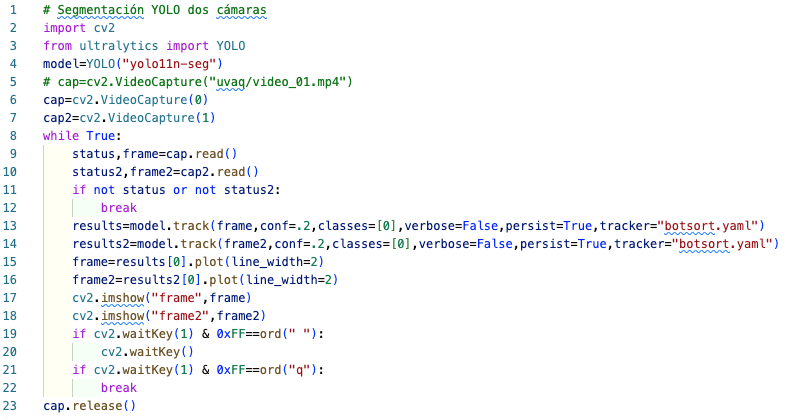 1 # Segmentación YOLO dos cámaras
2 import cv2
3 from ultralytics import YOLO
4 model=YOLO("yolo11n-seg")
5 # cap=cv2.VideoCapture("uvaq/video_01.mp4")
6 cap=cv2.VideoCapture(0)
7 cap2=cv2.VideoCapture(1)
8 while True:
9     status,frame=cap.read()
10     status2,frame2=cap2.read()
11     if not status or not status2:
12         break
13     results=model.track(frame,conf=.2,classes=[0],verbose=False,persist=True,tracker="botsort.yaml")
14     results2=model.track(frame2,conf=.2,classes=[0],verbose=False,persist=True,tracker="botsort.yaml")
15     frame=results[0].plot(line_width=2)
16     frame2=results2[0].plot(line_width=2)
17     cv2.imshow("frame",frame)
18     cv2.imshow("frame2",frame2)
19     if cv2.waitKey(1) & 0xFF==ord(" "):
20         cv2.waitKey()
21     if cv2.waitKey(1) & 0xFF==ord("q"):
22         break
23 cap.release()